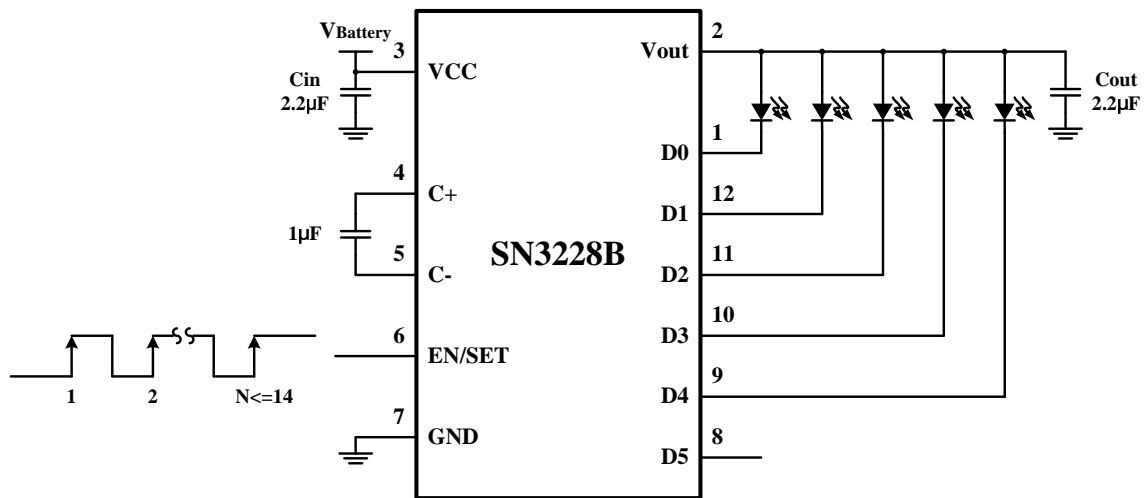 VBattery
3
VCC
Cin
2.2µF
4
C+
1µF
5
C-
6
EN/SET
1
2
N<=14
7
GND
SN3228B
2
Vout
Cout
2.2µF
1
D0
12
D1
11
D2
10
D3
9
D4
8
D5